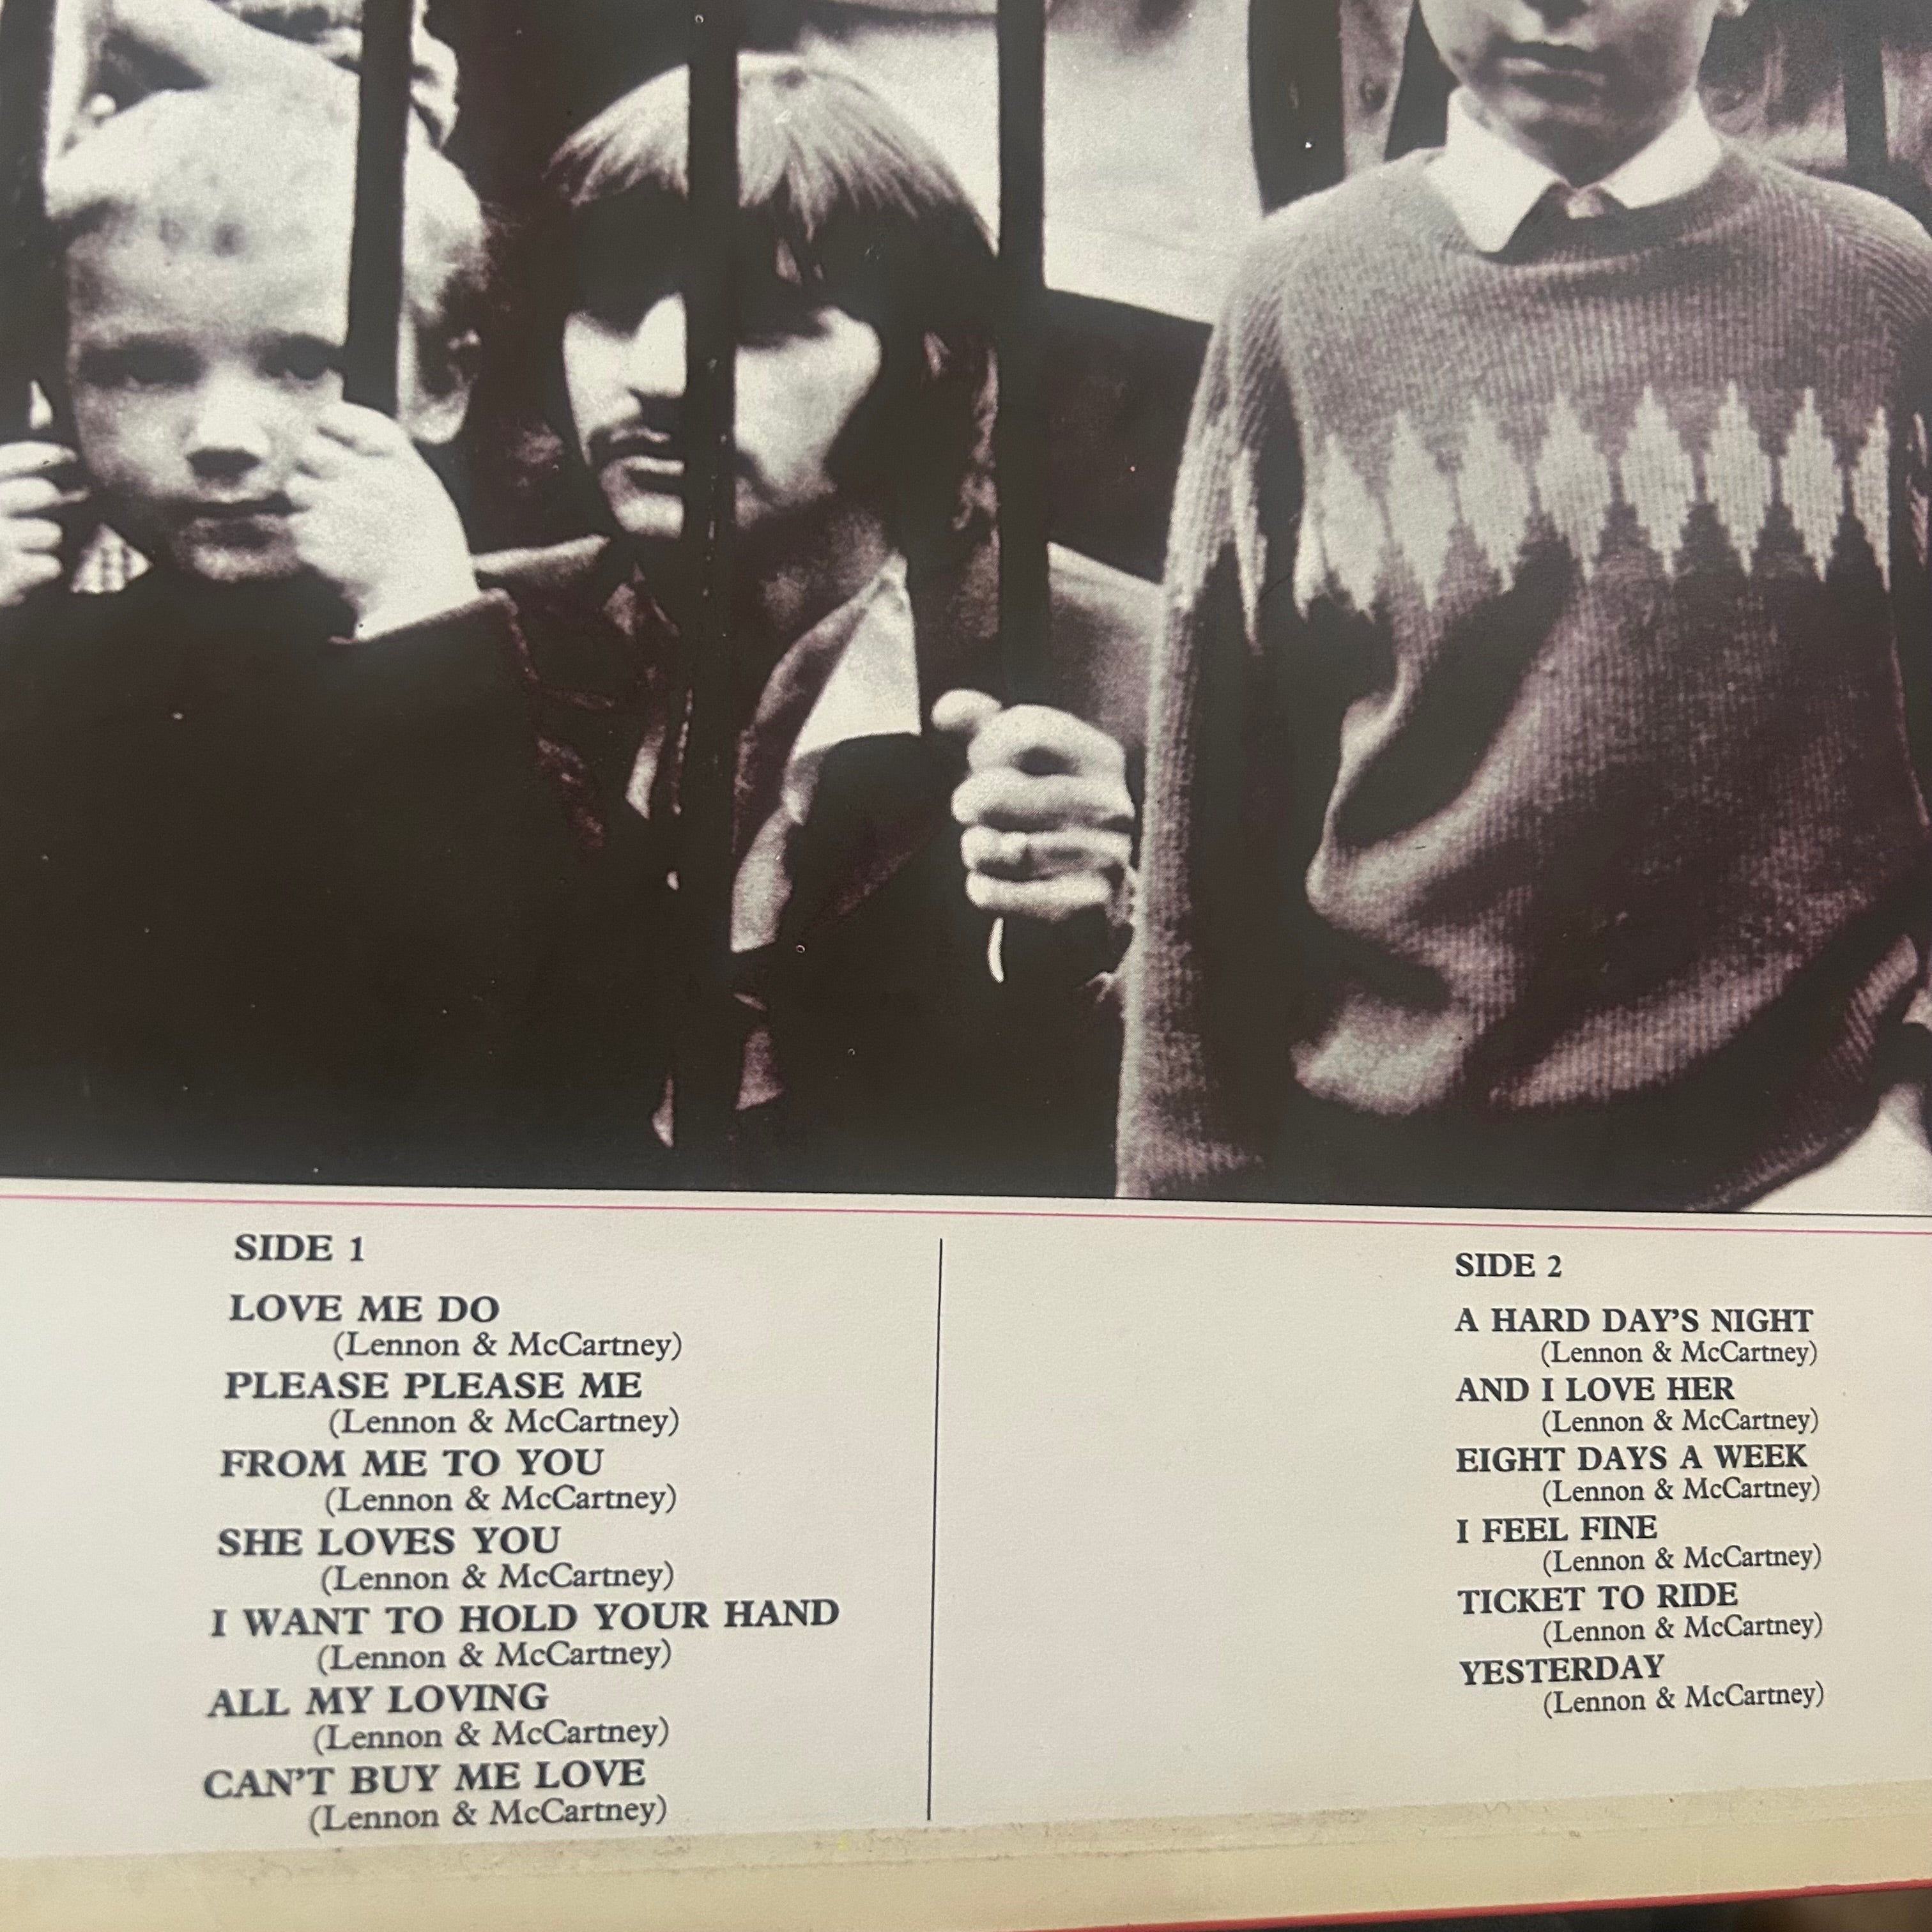 SIDE 1
LOVE ME DO
(Lennon & McCartney)
PLEASE PLEASE ME
(Lennon & McCartney)
FROM ME TO YOU
(Lennon & McCartney)
SHE LOVES YOU
(Lennon & McCartney)
I WANT TO HOLD YOUR HAND
(Lennon & McCartney)
ALL MY LOVING
(Lennon & McCartney)
CAN'T BUY ME LOVE
(Lennon & McCartney)
SIDE 2
A HARD DAY'S NIGHT
(Lennon & McCartney)
AND I LOVE HER
(Lennon & McCartney)
EIGHT DAYS A WEEK
(Lennon & McCartney)
I FEEL FINE
(Lennon & McCartney)
TICKET TO RIDE
(Lennon & McCartney)
YESTERDAY
(Lennon & McCartney)